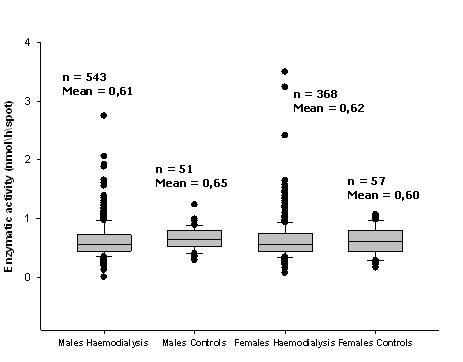 4
n = 543
Mean = 0,61
n = 368
Mean = 0,62
3
2
n = 51
Mean = 0,65
n = 57
Mean = 0,60
1
0
Enzymatic activity (nmol\h\spot)
Males Haemodialysis
Males Controls
Females Haemodialysis
Females Controls